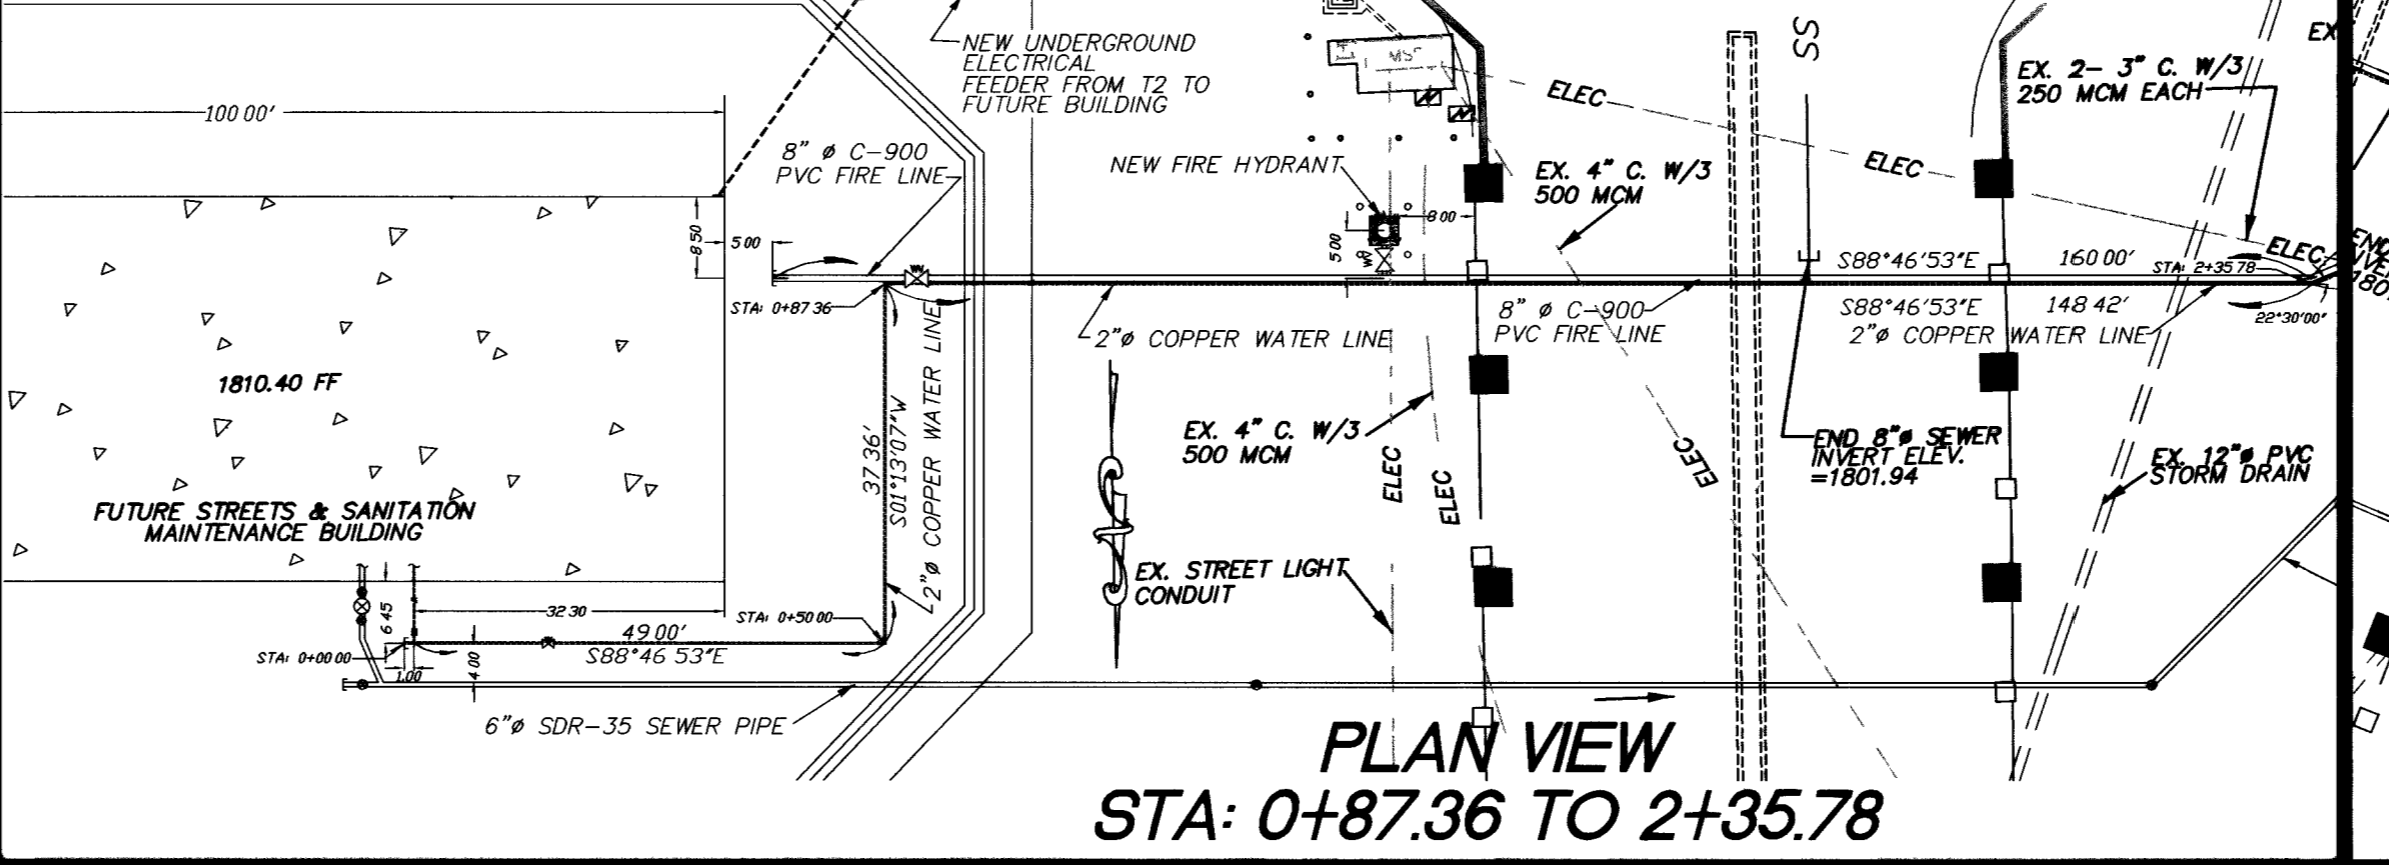 NEW UNDERGROUND
ELECTRICAL
FEEDER FROM T2 TO
FUTURE BUILDING
100 00'
8" ø C-900
PVC FIRE LINE
NEW FIRE HYDRANT
ELEC
SS
EX
EX. 2- 3" C. W/3
250 MCM EACH
ELEC
EX. 4" C. W/3
500 MCM
8 50
5 00
8 00
5 00
WV
S88°46'53"E
160 00'
STA: 2+35 78
ELEC
STA: 0+87 36
2"ø COPPER WATER LINE
8" ø C-900
PVC FIRE LINE
S88°46'53"E
148 42'
2"ø COPPER WATER LINE
22°30'00"
1810.40 FF
37 36'
S01°13'07"W
2"ø COPPER WATER LINE
EX. 4" C. W/3
500 MCM
ELEC
ELEC
ELEC
END 8"ø SEWER
INVERT ELEV.
=1801.94
EX. 12"ø PVC
STORM DRAIN
FUTURE STREETS & SANITATION
MAINTENANCE BUILDING
EX. STREET LIGHT
CONDUIT
6 45
32 30
STA: 0+50 00
49 00'
S88°46 53"E
STA: 0+00 00
1.00
4 00
6"ø SDR-35 SEWER PIPE
PLAN VIEW
STA: 0+87.36 TO 2+35.78